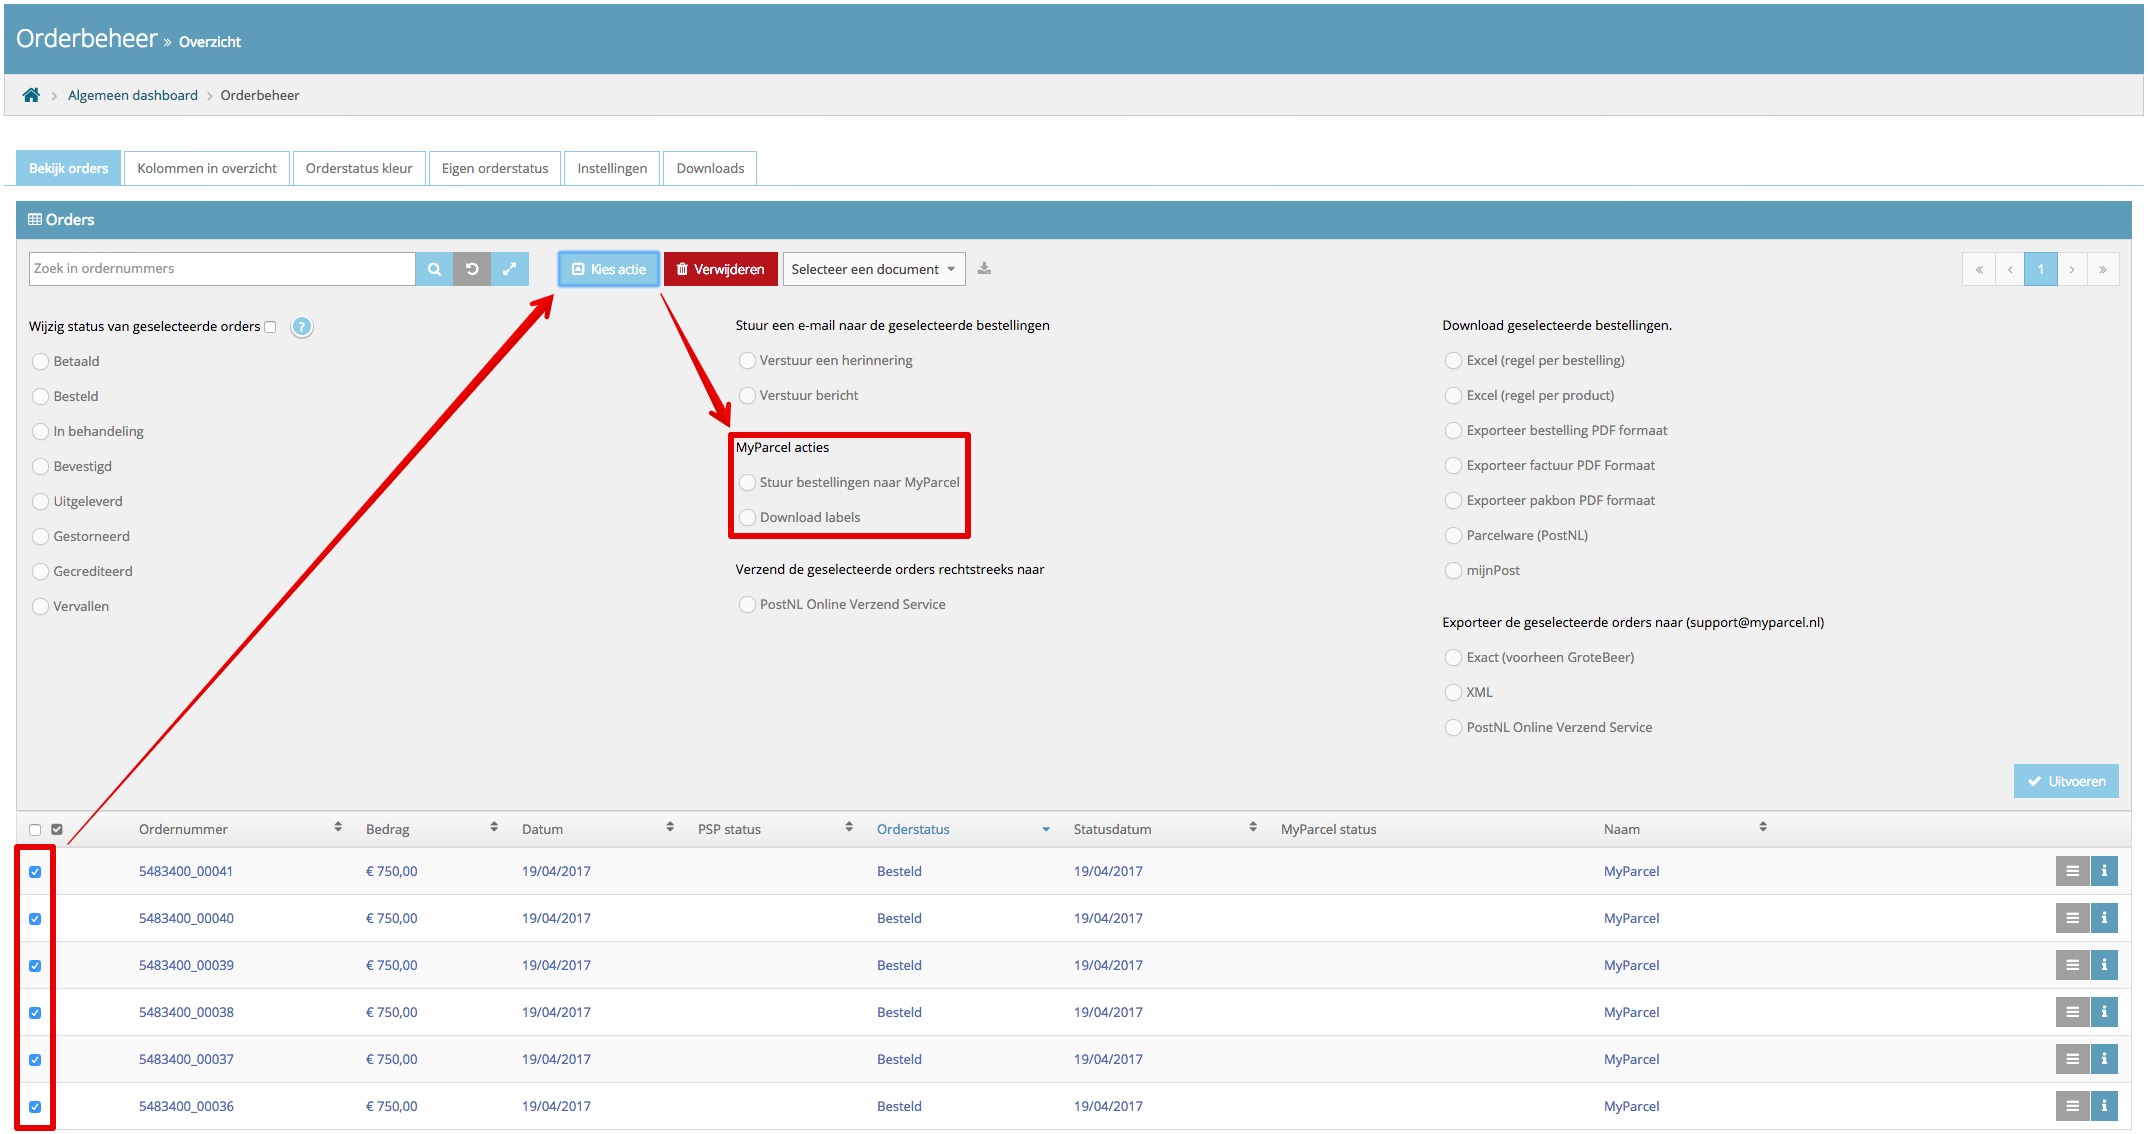 Orderbeheer » Overzicht
Algemeen dashboard > Orderbeheer
Bekijk orders Kolommen in overzicht Orderstatus kleur Eigen orderstatus Instellingen Downloads
Orders
Zoek in ordernummers Kies actie Verwijderen Selecteer een document « ‹ 1 › »
Wijzig status van geselecteerde orders ?
Betaald
Besteld
In behandeling
Bevestigd
Uitgeleverd
Gestorneerd
Gecrediteerd
Vervallen
Stuur een e-mail naar de geselecteerde bestellingen
Verstuur een herinnering
Verstuur bericht
MyParcel acties
Stuur bestellingen naar MyParcel
Download labels
Verzend de geselecteerde orders rechtstreeks naar
PostNL Online Verzend Service
Download geselecteerde bestellingen.
Excel (regel per bestelling)
Excel (regel per product)
Exporteer bestelling PDF formaat
Exporteer factuur PDF Formaat
Exporteer pakbon PDF formaat
Parcelware (PostNL)
mijnPost
Exporteer de geselecteerde orders naar (support@myparcel.nl)
Exact (voorheen GroteBeer)
XML
PostNL Online Verzend Service
Uitvoeren
Ordernummer Bedrag Datum PSP status Orderstatus Statusdatum MyParcel status Naam
5483400_00041 € 750,00 19/04/2017 Besteld 19/04/2017 MyParcel
5483400_00040 € 750,00 19/04/2017 Besteld 19/04/2017 MyParcel
5483400_00039 € 750,00 19/04/2017 Besteld 19/04/2017 MyParcel
5483400_00038 € 750,00 19/04/2017 Besteld 19/04/2017 MyParcel
5483400_00037 € 750,00 19/04/2017 Besteld 19/04/2017 MyParcel
5483400_00036 € 750,00 19/04/2017 Besteld 19/04/2017 MyParcel